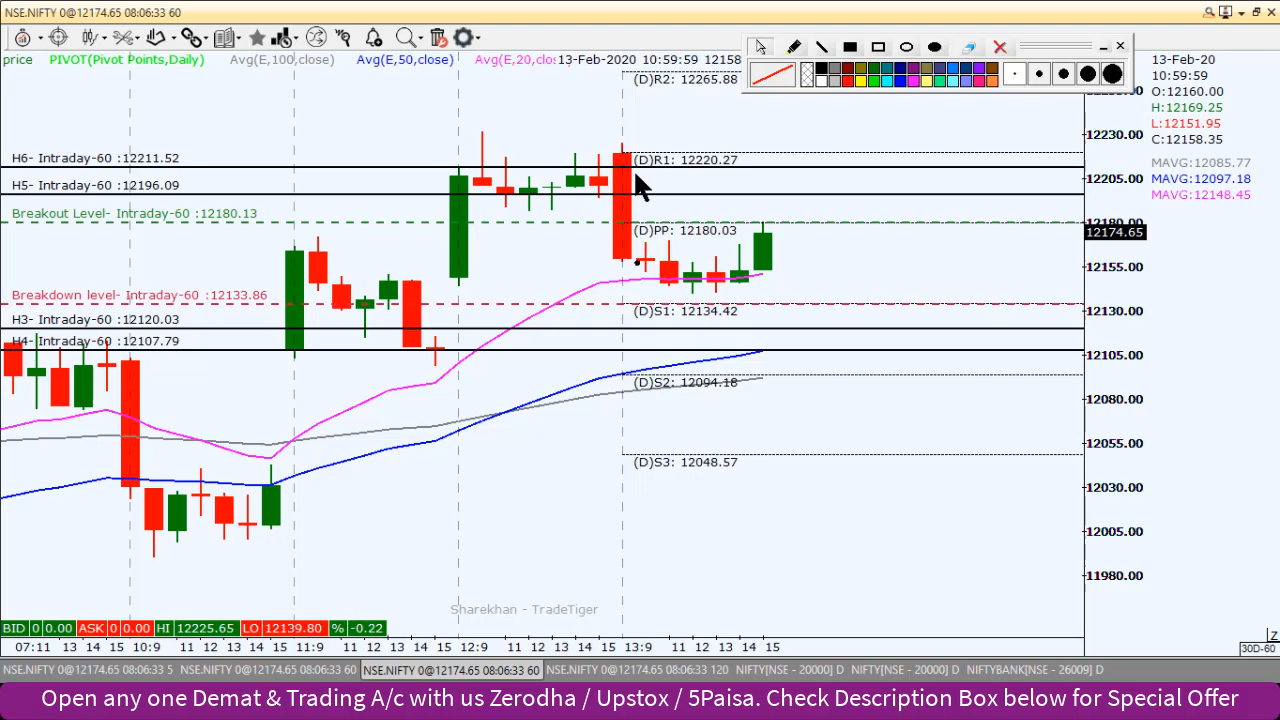 NSE.NIFTY 0@12174.65 08:06:33 60
price PIVOT(Pivot Points,Daily) Avg(E,100,close) Avg(E,50,close) Avg(E,20,clos 13-Feb-2020 10:59:59 12158
13-Feb-20
10:59:59
O:12160.00
H:12169.25
L:12151.95
C:12158.35
MAVG:12085.77
MAVG:12097.18
MAVG:12148.45
(D)R2: 12265.88
H6- Intraday-60 :12211.52
(D)R1: 12220.27
H5- Intraday-60 :12196.09
Breakout Level- Intraday-60 :12180.13
(D)PP: 12180.03
Breakdown level- Intraday-60 :12133.86
(D)S1: 12134.42
H3- Intraday-60 :12120.03
H4- Intraday-60 :12107.79
(D)S2: 12094.18
(D)S3: 12048.57
12230.00
12205.00
12180.00
12174.65
12155.00
12130.00
12105.00
12080.00
12055.00
12030.00
12005.00
11980.00
Sharekhan - TradeTiger
BID 0 0.00 ASK 0 0.00 HI 12225.65 LO 12139.80 % -0.22
Z
07:11 13 14 15 10:9 11 12 13 14 15 11:9 11 12 13 14 15 12:9 11 12 13 14 15 13:9 11 12 13 14 15
30D-60
NSE.NIFTY 0@12174.65 08:06:33 5 NSE.NIFTY 0@12174.65 08:06:33 60 NSE.NIFTY 0@12174.65 08:06:33 60 NSE.NIFTY 0@12174.65 08:06:33 120 NIFTY[NSE - 20000] D NIFTY[NSE - 20000] D NIFTYBANK[NSE - 26009] D
Open any one Demat & Trading A/c with us Zerodha / Upstox / 5Paisa. Check Description Box below for Special Offer